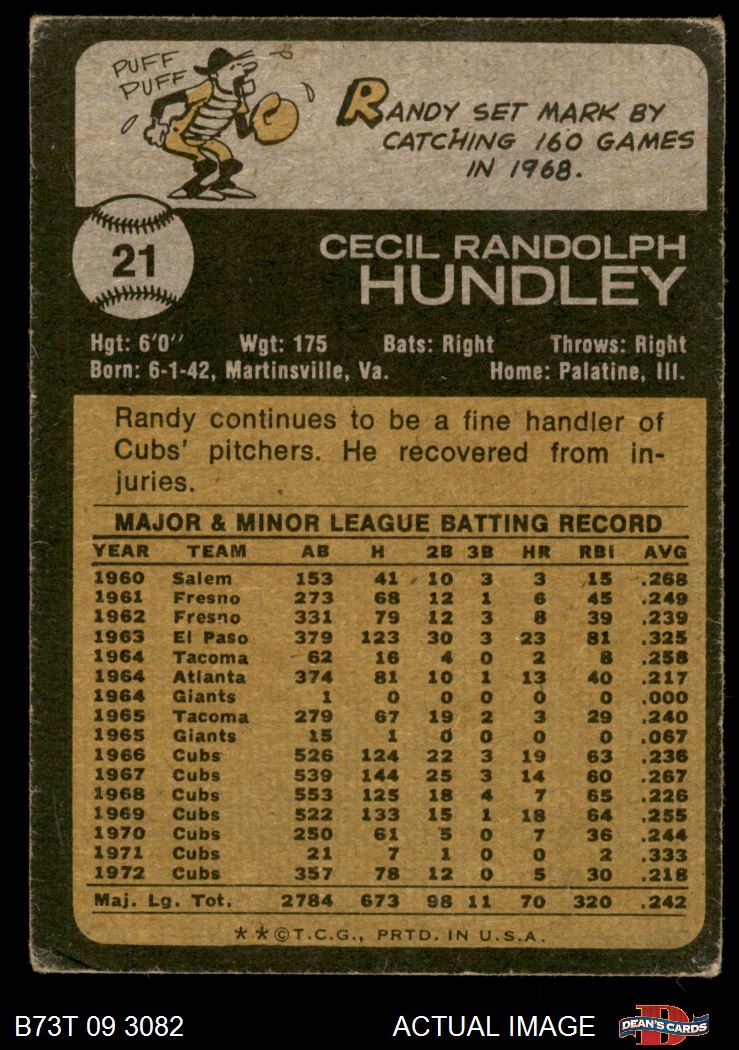 PUFF
PUFF
RANDY SET MARK BY
CATCHING 160 GAMES
IN 1968.
21
CECIL RANDOLPH
HUNDLEY
Hgt: 6'0" Wgt: 175 Bats: Right Throws: Right
Born: 6-1-42, Martinsville, Va. Home: Palatine, Ill.
Randy continues to be a fine handler of
Cubs' pitchers. He recovered from in-
juries.
MAJOR & MINOR LEAGUE BATTING RECORD
YEAR TEAM AB H 2B 3B HR RBI AVG
1960 Salem 153 41 10 3 3 15 .268
1961 Fresno 273 68 12 1 6 45 .249
1962 Fresno 331 79 12 3 8 39 .239
1963 El Paso 379 123 30 3 23 81 .325
1964 Tacoma 62 16 4 0 2 8 .258
1964 Atlanta 374 81 10 1 13 40 .217
1964 Giants 1 0 0 0 0 0 .000
1965 Tacoma 279 67 19 2 3 29 .240
1965 Giants 15 1 0 0 0 0 .067
1966 Cubs 526 124 22 3 19 63 .236
1967 Cubs 539 144 25 3 14 60 .267
1968 Cubs 553 125 18 4 7 65 .226
1969 Cubs 522 133 15 1 18 64 .255
1970 Cubs 250 61 5 0 7 36 .244
1971 Cubs 21 7 1 0 0 2 .333
1972 Cubs 357 78 12 0 5 30 .218
Maj. Lg. Tot. 2784 673 98 11 70 320 .242
**©T.C.G., PRTD. IN U.S.A.
B73T 09 3082 ACTUAL IMAGE D DEAN'S CARDS